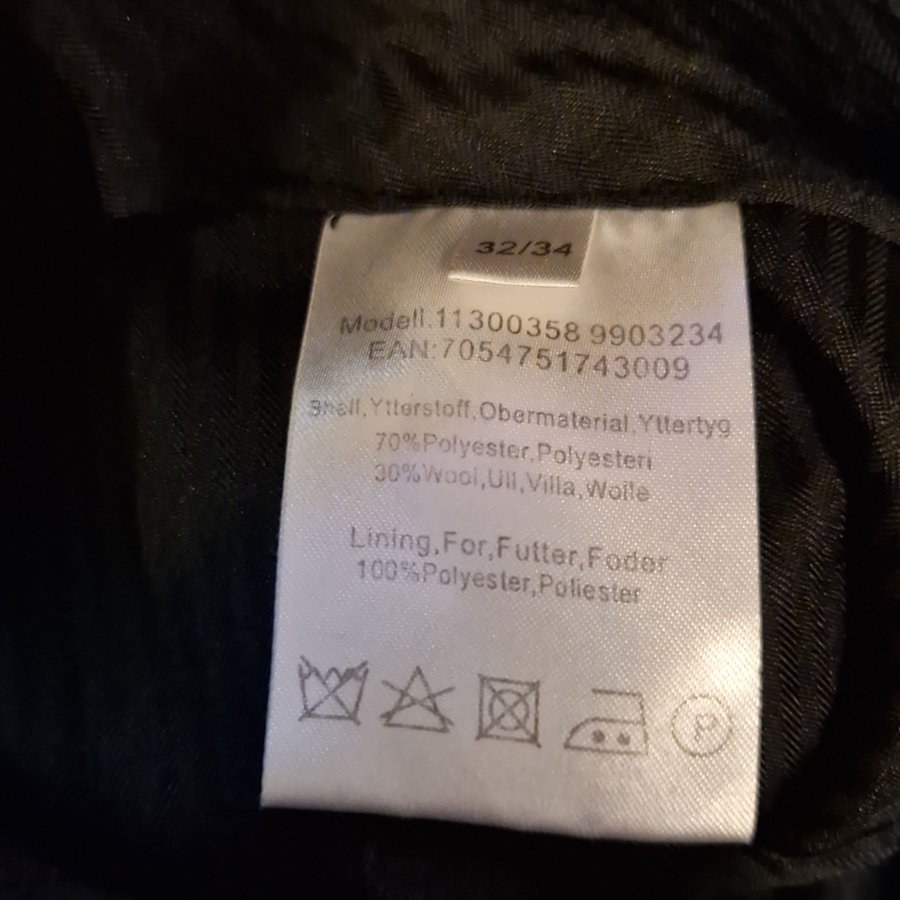 32/34
Modell.11300358 9903234
EAN:7054751743009
Shell,Ytterstoff,Obermaterial,Yttertyg
70%Polyester,Polyesteri
30%Wool,Ull,Villa,Wolle
Lining,For,Futter,Foder
100%Polyester,Poliester
P